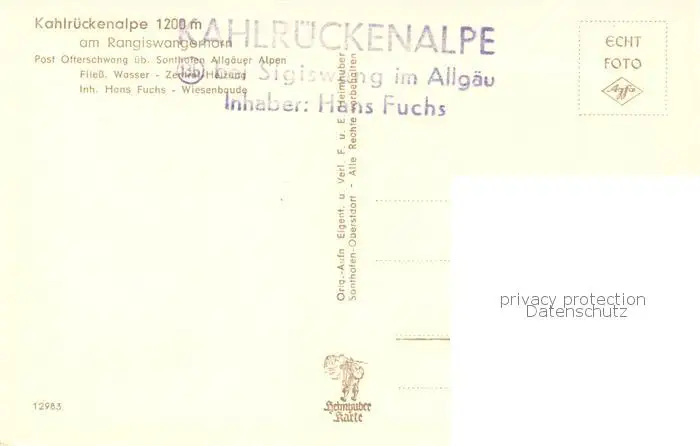 Kahlrückenalpe 1200 m
am Rangiswangerhorn
Post Ofterschwang üb. Sonthofen Allgäuer Alpen
Fließ. Wasser - Zentral-Heizung
Inh. Hans Fuchs - Wiesenbaude
KAHLRÜCKENALPE
bei Sigiswang im Allgäu
Inhaber: Hans Fuchs
ECHT
FOTO
Agfa
Orig.-Aufn. Eigent. u. Verl. F. u. E. Heimhuber
Sonthofen-Oberstdorf - Alle Rechte vorbehalten
privacy protection
Datenschutz
Heimhuber
Karte
12983